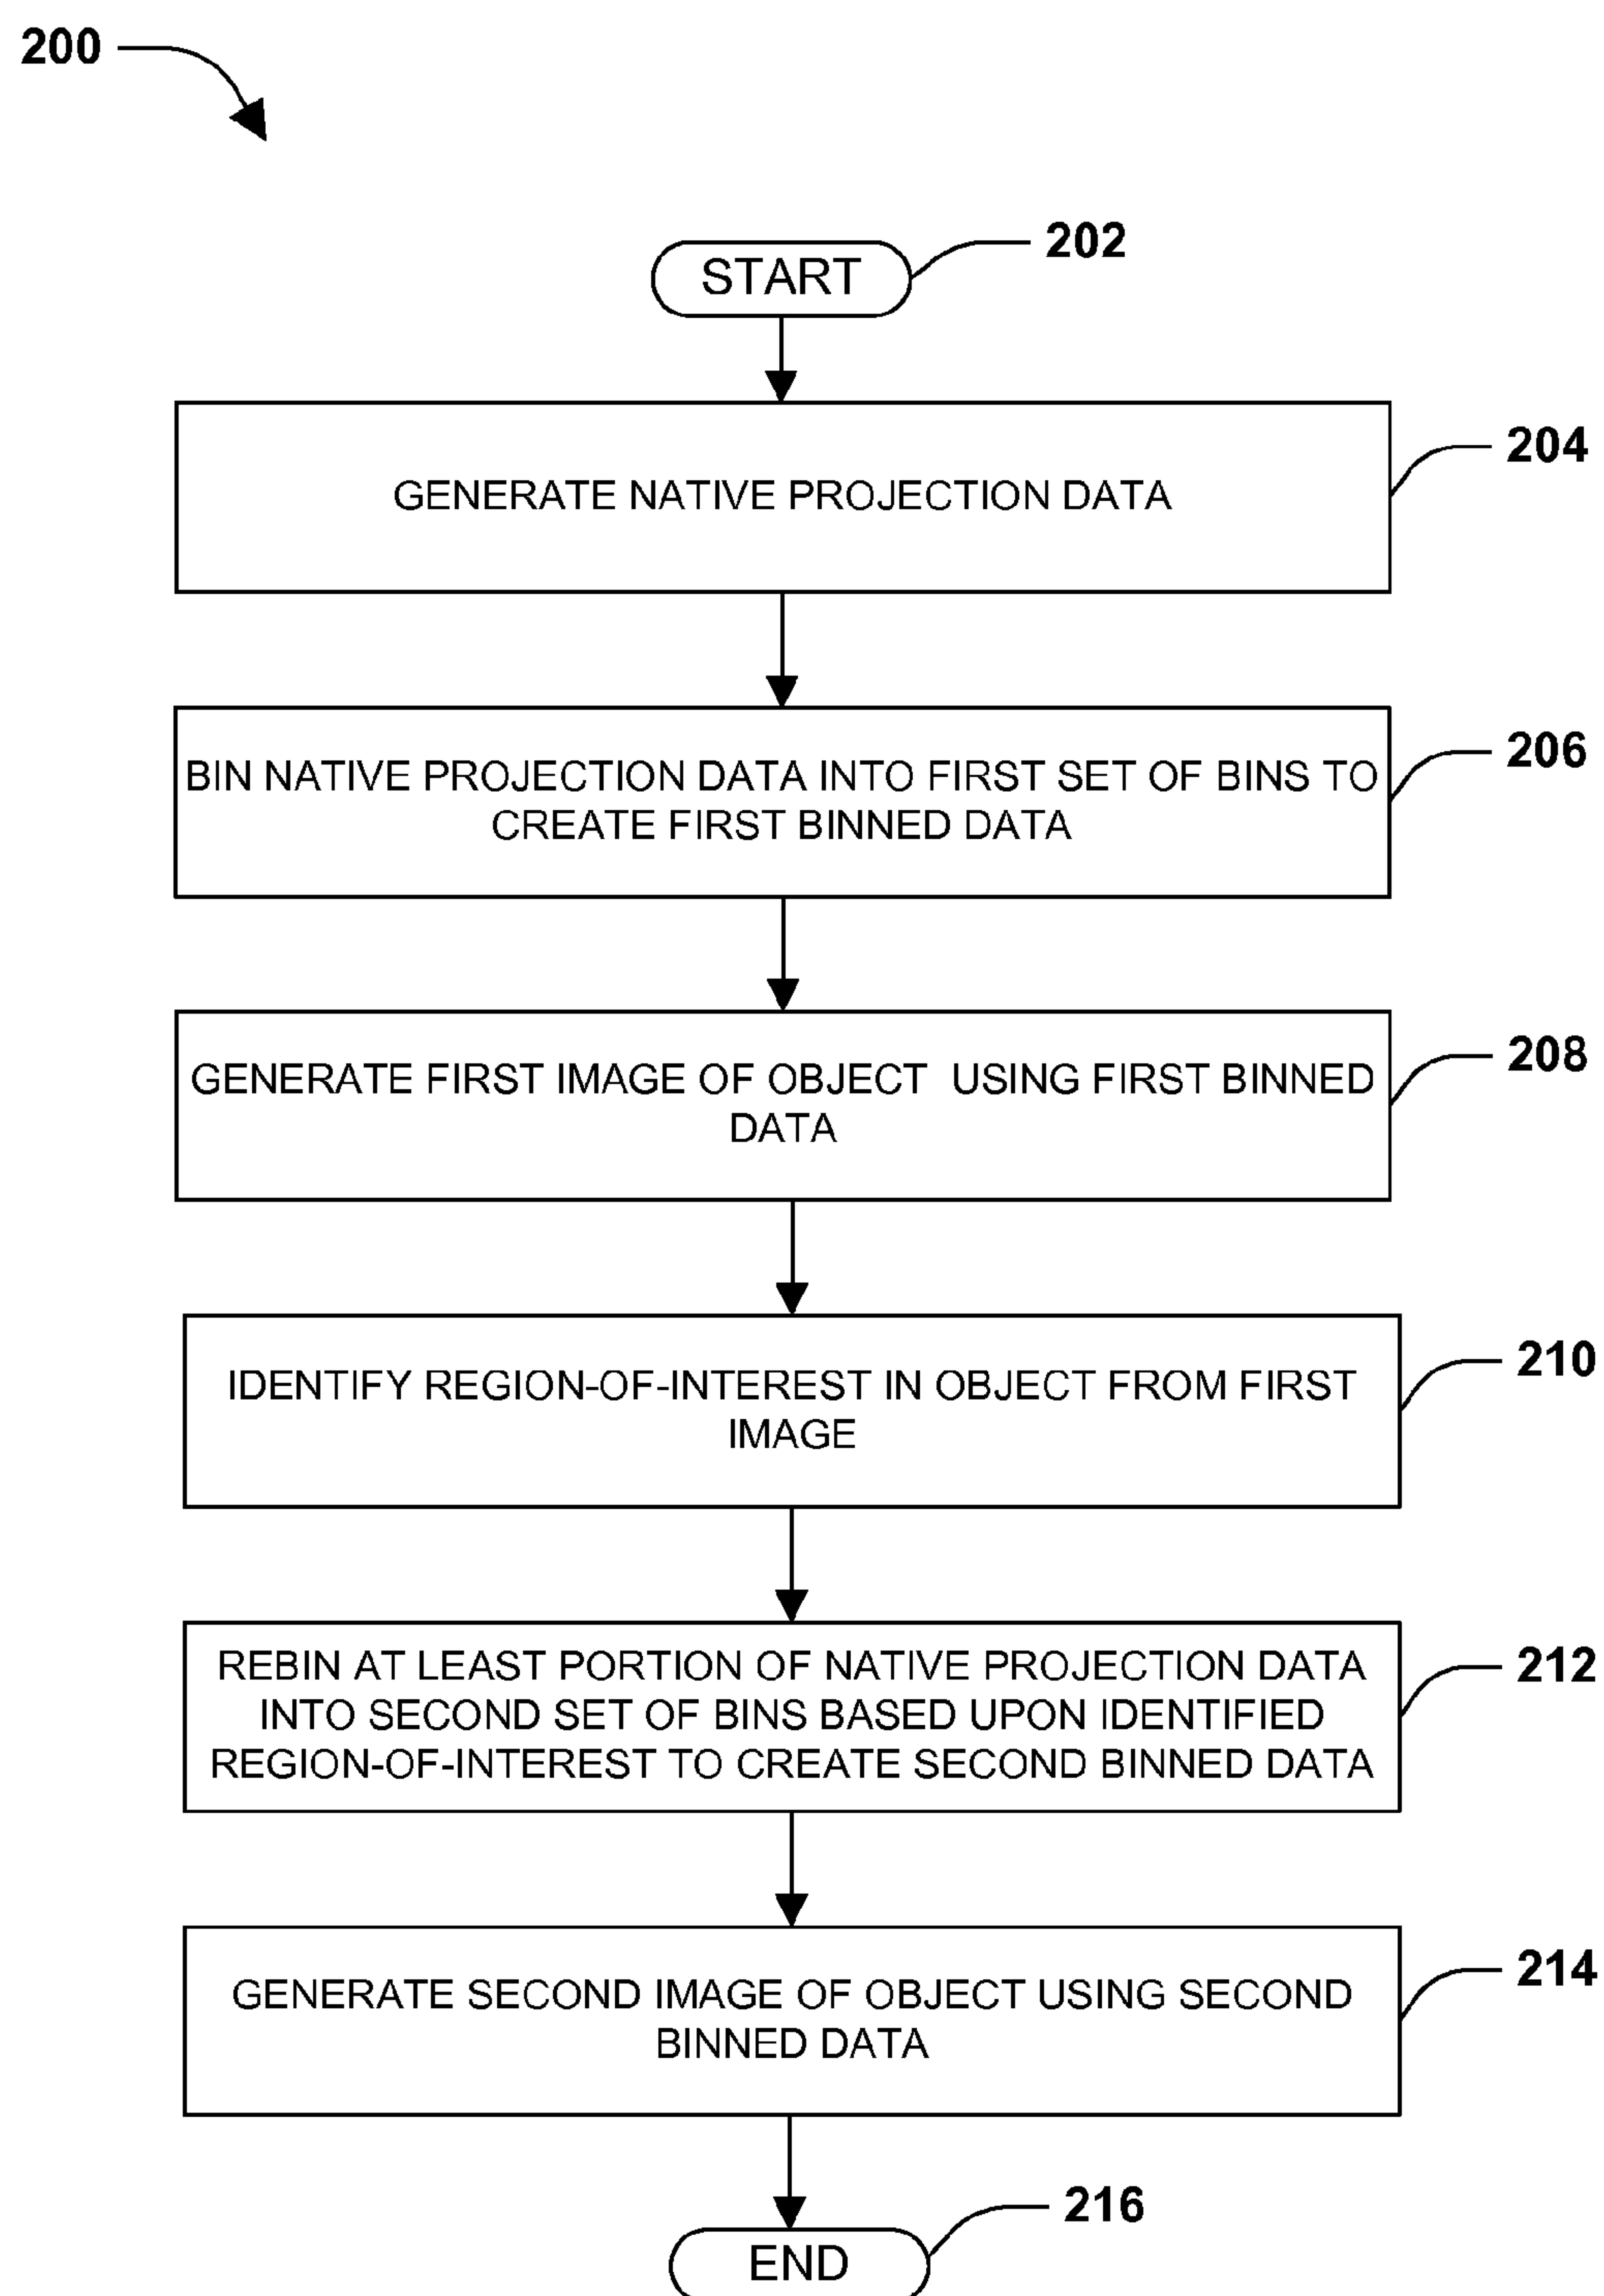 200
START
202
GENERATE NATIVE PROJECTION DATA
204
BIN NATIVE PROJECTION DATA INTO FIRST SET OF BINS TO
CREATE FIRST BINNED DATA
206
GENERATE FIRST IMAGE OF OBJECT USING FIRST BINNED
DATA
208
IDENTIFY REGION-OF-INTEREST IN OBJECT FROM FIRST
IMAGE
210
REBIN AT LEAST PORTION OF NATIVE PROJECTION DATA
INTO SECOND SET OF BINS BASED UPON IDENTIFIED
REGION-OF-INTEREST TO CREATE SECOND BINNED DATA
212
GENERATE SECOND IMAGE OF OBJECT USING SECOND
BINNED DATA
214
END
216